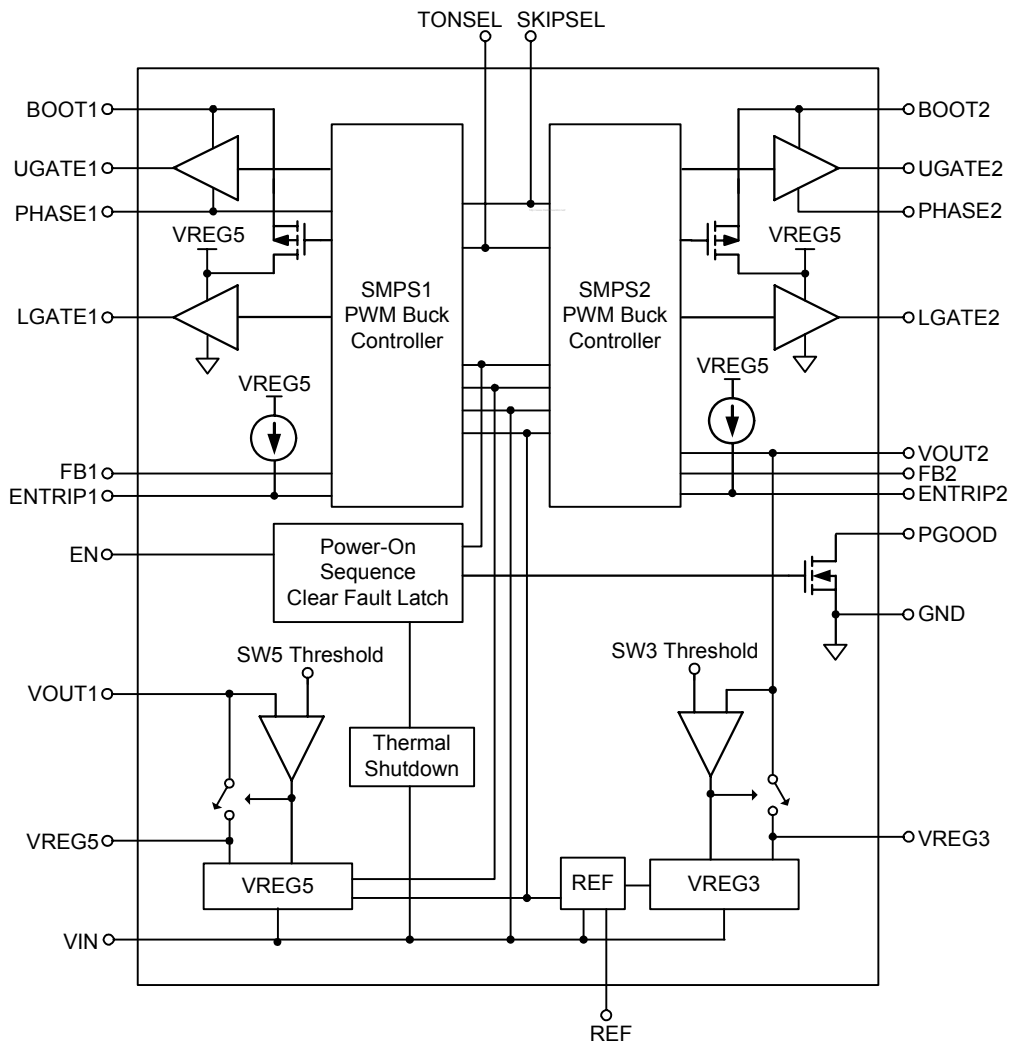 TONSEL SKIPSEL
BOOT1
BOOT2
UGATE1
UGATE2
PHASE1
PHASE2
VREG5
VREG5
SMPS1
PWM Buck
Controller
SMPS2
PWM Buck
Controller
LGATE1
LGATE2
VREG5
VREG5
VOUT2
FB1
FB2
ENTRIP1
ENTRIP2
PGOOD
EN
Power-On
Sequence
Clear Fault Latch
GND
SW5 Threshold
SW3 Threshold
VOUT1
Thermal
Shutdown
VREG5
VREG3
VREG5
REF
VREG3
VIN
REF